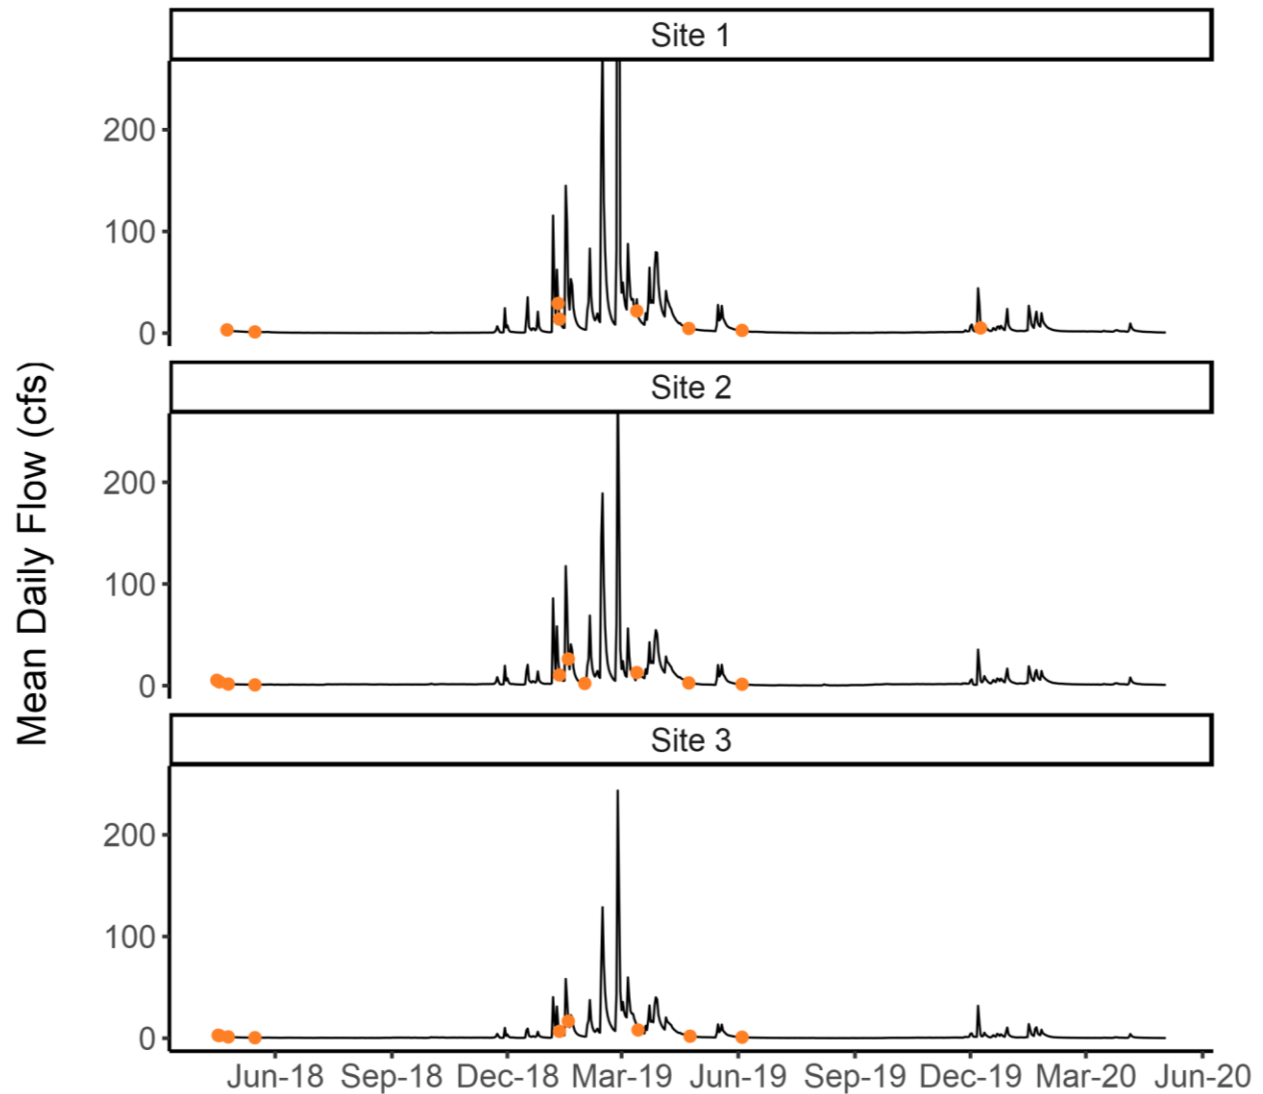 Site 1
200
100
0
Site 2
200
100
0
Site 3
200
100
0
Mean Daily Flow (cfs)
Jun-18 Sep-18 Dec-18 Mar-19 Jun-19 Sep-19 Dec-19 Mar-20 Jun-20